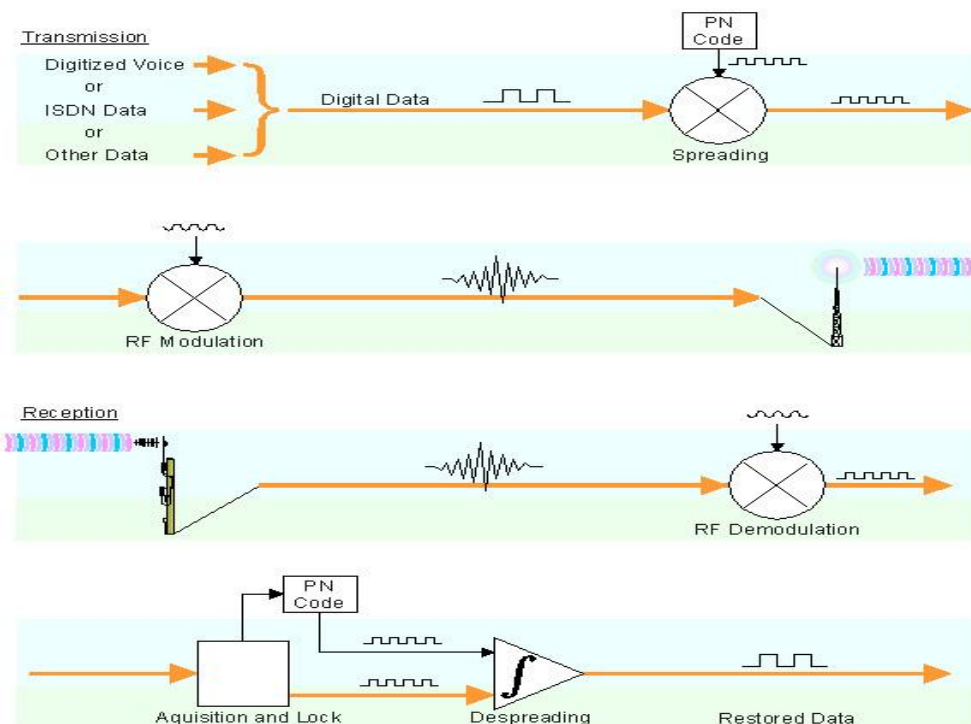 Transmission
PN
Code
Digitized Voice
or
ISDN Data
or
Other Data
Digital Data
Spreading
RF Modulation
Reception
RF Demodulation
PN
Code
Aquisition and Lock
Despreading
Restored Data